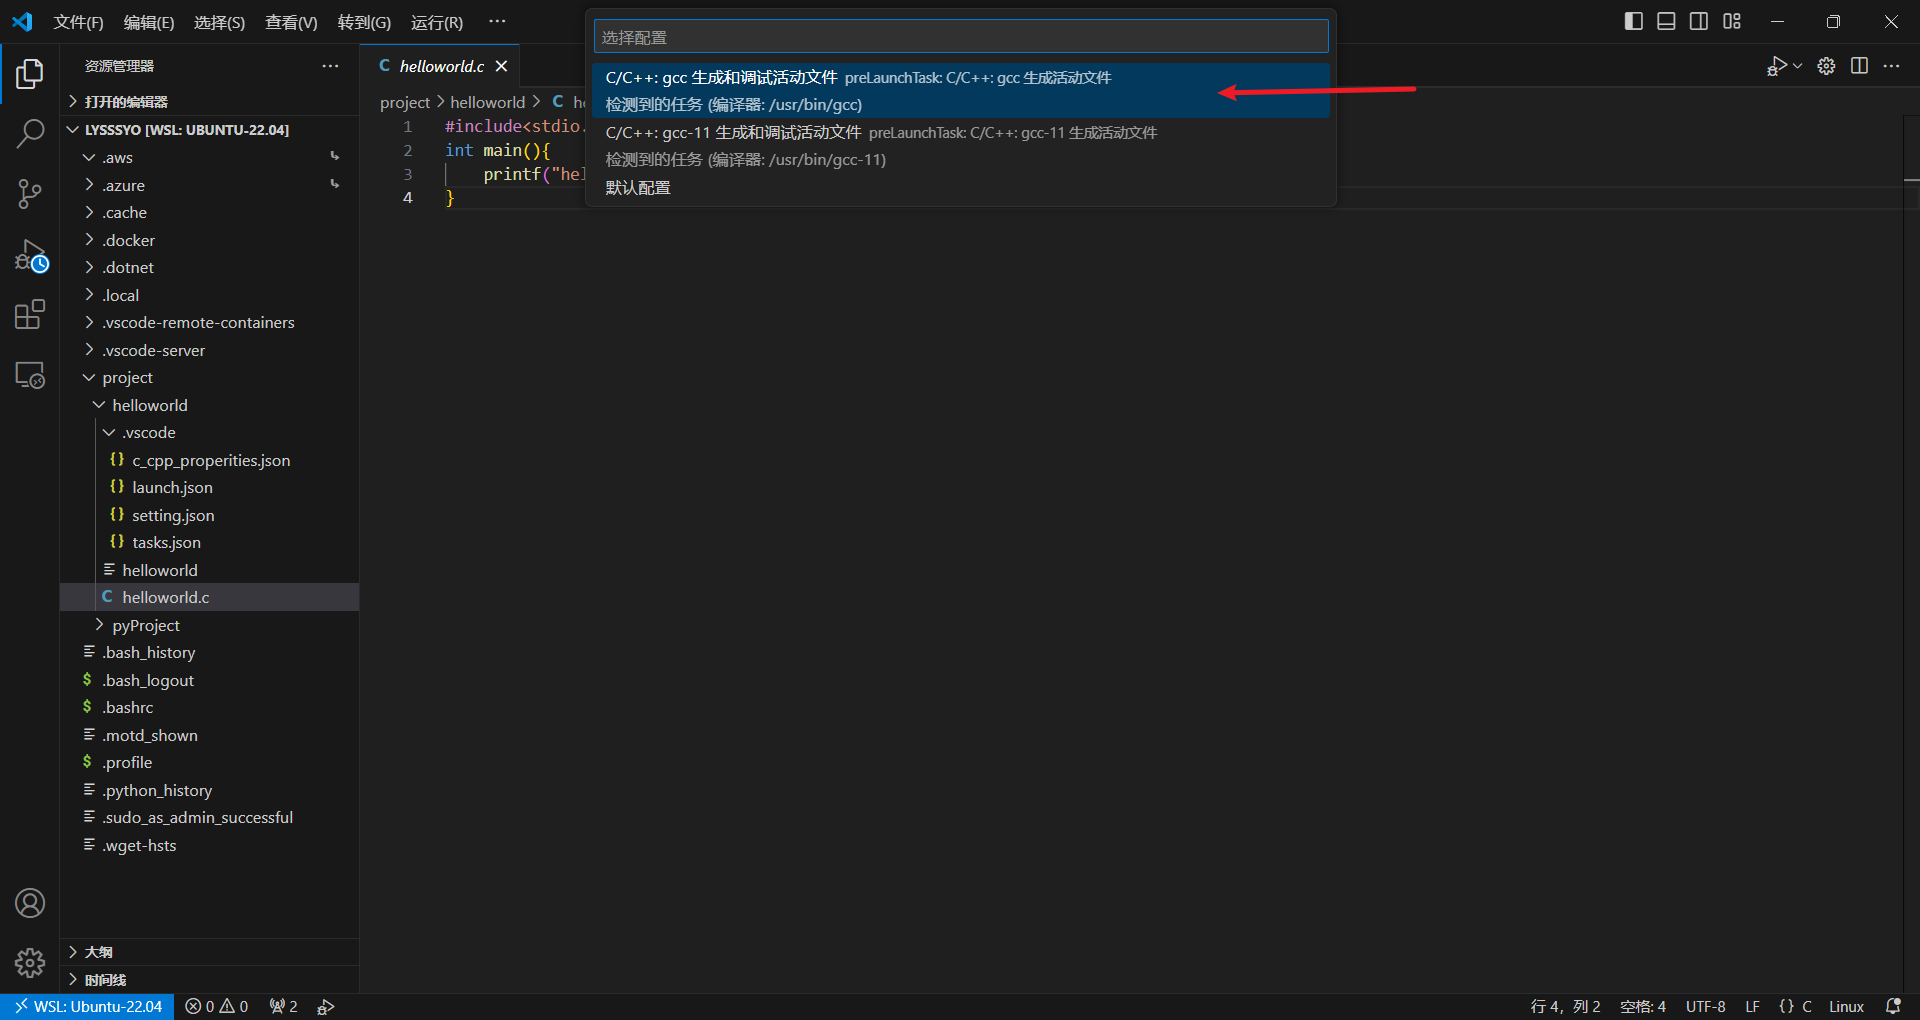 文件(F) 编辑(E) 选择(S) 查看(V) 转到(G) 运行(R) ···
选择配置
C/C++: gcc 生成和调试活动文件 preLaunchTask: C/C++: gcc 生成活动文件
检测到的任务 (编译器: /usr/bin/gcc)
C/C++: gcc-11 生成和调试活动文件 preLaunchTask: C/C++: gcc-11 生成活动文件
检测到的任务 (编译器: /usr/bin/gcc-11)
默认配置
资源管理器
打开的编辑器
LYSSSYO [WSL: UBUNTU-22.04]
.aws
.azure
.cache
.docker
.dotnet
.local
.vscode-remote-containers
.vscode-server
project
helloworld
.vscode
{} c_cpp_properities.json
{} launch.json
{} setting.json
{} tasks.json
helloworld
C helloworld.c
pyProject
.bash_history
$ .bash_logout
$ .bashrc
.motd_shown
$ .profile
.python_history
.sudo_as_admin_successful
.wget-hsts
大纲
时间线
C helloworld.c
project > helloworld > C he
1 #include<stdio.
2 int main(){
3 printf("hel
4 }
WSL: Ubuntu-22.04 0 0 2
行 4, 列 2 空格: 4 UTF-8 LF {} C Linux